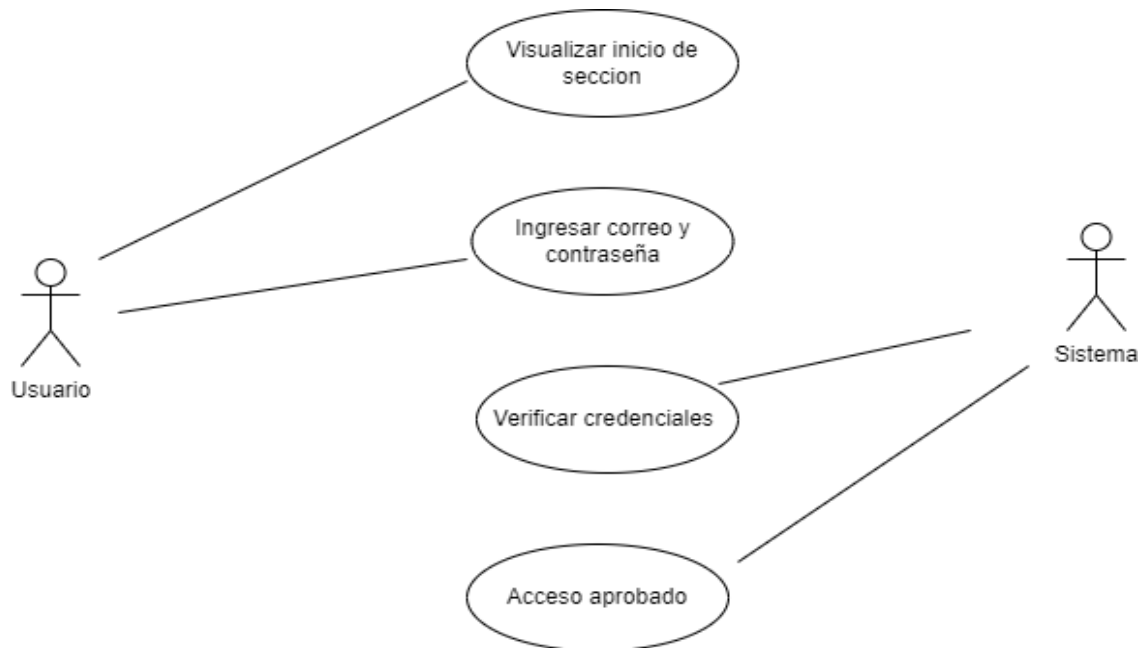 Visualizar inicio de
seccion
Ingresar correo y
contraseña
Sistema
Usuario
Verificar credenciales
Acceso aprobado